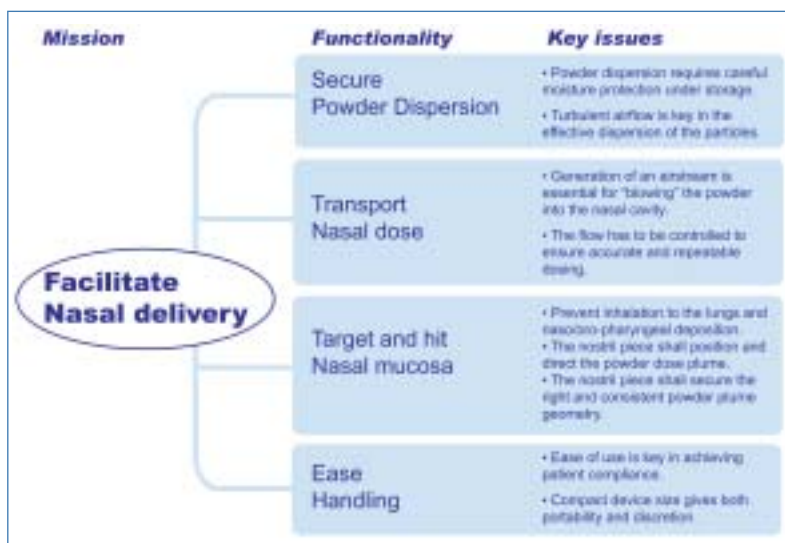 Mission
Functionality
Key issues
Facilitate
Nasal delivery
Secure
Powder Dispersion
• Powder dispersion requires careful
moisture protection under storage.
• Turbulent airflow is key in the
effective dispersion of the particles.
Transport
Nasal dose
• Generation of an airstream is
essential for "blowing" the powder
into the nasal cavity.
• The flow has to be controlled to
ensure accurate and repeatable
dosing.
Target and hit
Nasal mucosa
• Prevent inhalation to the lungs and
deposition.
• The nostril piece shall position and
direct the powder dose plume.
• The nostril piece shall secure the
right and consistent powder plume
geometry.
Ease
Handling
• Ease of use is key in achieving
patient compliance.
• Compact device size gives both
portability and discretion